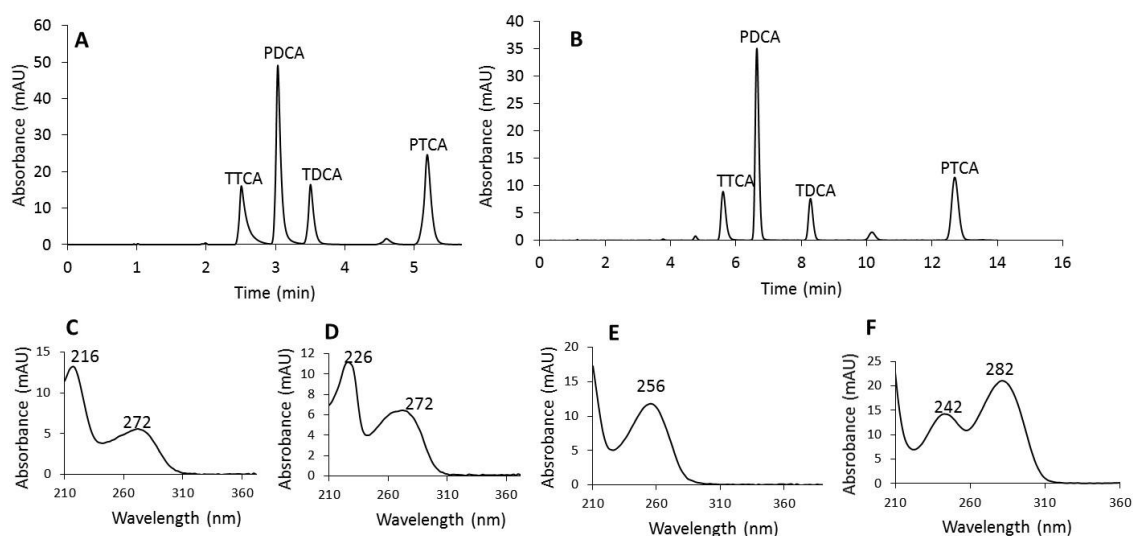 A
Absorbance (mAU)
60
50
40
30
20
10
0
PDCA
TTCA
TDCA
PTCA
0 1 2 3 4 5
Time (min)
B
Absorbance (mAU)
40
35
30
25
20
15
10
5
0
PDCA
TTCA
TDCA
PTCA
0 2 4 6 8 10 12 14 16
Time (min)
C
Absorbance (mAU)
15
10
5
0
216
272
210 260 310 360
Wavelength (nm)
D
Absorbance (mAU)
12
10
8
6
4
2
0
226
272
210 260 310 360
Wavelength (nm)
E
Absrobance (mAU)
20
15
10
5
0
256
210 260 310 360
Wavelength (nm)
F
Absrobance (mAU)
25
20
15
10
5
0
242
282
210 260 310 360
Wavelength (nm)